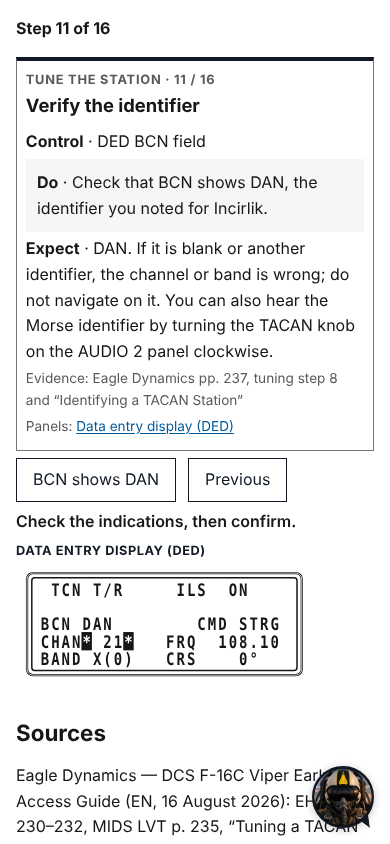 Step 11 of 16
TUNE THE STATION · 11 / 16
Verify the identifier
Control · DED BCN field
Do · Check that BCN shows DAN, the
identifier you noted for Incirlik.
Expect · DAN. If it is blank or another
identifier, the channel or band is wrong; do
not navigate on it. You can also hear the
Morse identifier by turning the TACAN knob
on the AUDIO 2 panel clockwise.
Evidence: Eagle Dynamics pp. 237, tuning step 8
and “Identifying a TACAN Station”
Panels: Data entry display (DED)
BCN shows DAN Previous
Check the indications, then confirm.
DATA ENTRY DISPLAY (DED)
TCN T/R ILS ON
BCN DAN CMD STRG
CHAN* 21* FRQ 108.10
BAND X(0) CRS 0°
Sources
Eagle Dynamics — DCS F-16C Viper
Access Guide (EN, 16 August 2026):
230–232, MIDS LVT p. 235, “Tuning a TACAN